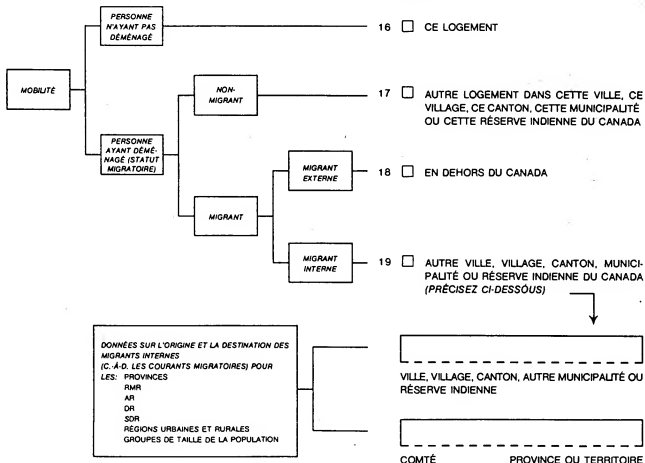 PERSONNE
N'AYANT PAS
DÉMÉNAGÉ
16 CE LOGEMENT
MOBILITÉ
NON-
MIGRANT
17 AUTRE LOGEMENT DANS CETTE VILLE, CE
VILLAGE, CE CANTON, CETTE MUNICIPALITÉ
OU CETTE RÉSERVE INDIENNE DU CANADA
PERSONNE
AYANT DÉMÉ-
NAGÉ (STATUT
MIGRATOIRE)
MIGRANT
EXTERNE
18 EN DEHORS DU CANADA
MIGRANT
MIGRANT
INTERNE
19 AUTRE VILLE, VILLAGE, CANTON, MUNICI-
PALITÉ OU RÉSERVE INDIENNE DU CANADA
(PRÉCISEZ CI-DESSÒUS)
DONNÉES SUR L'ORIGINE ET LA DESTINATION DES
MIGRANTS INTERNES
(C.-À-D. LES COURANTS MIGRATOIRES) POUR
LES: PROVINCES
RMR
AR
DR
SDR
RÉGIONS URBAINES ET RURALES
GROUPES DE TAILLE DE LA POPULATION
VILLE, VILLAGE, CANTON, AUTRE MUNICIPALITÉ OU
RÉSERVE INDIENNE
COMTÉ PROVINCE OU TERRITOIRE